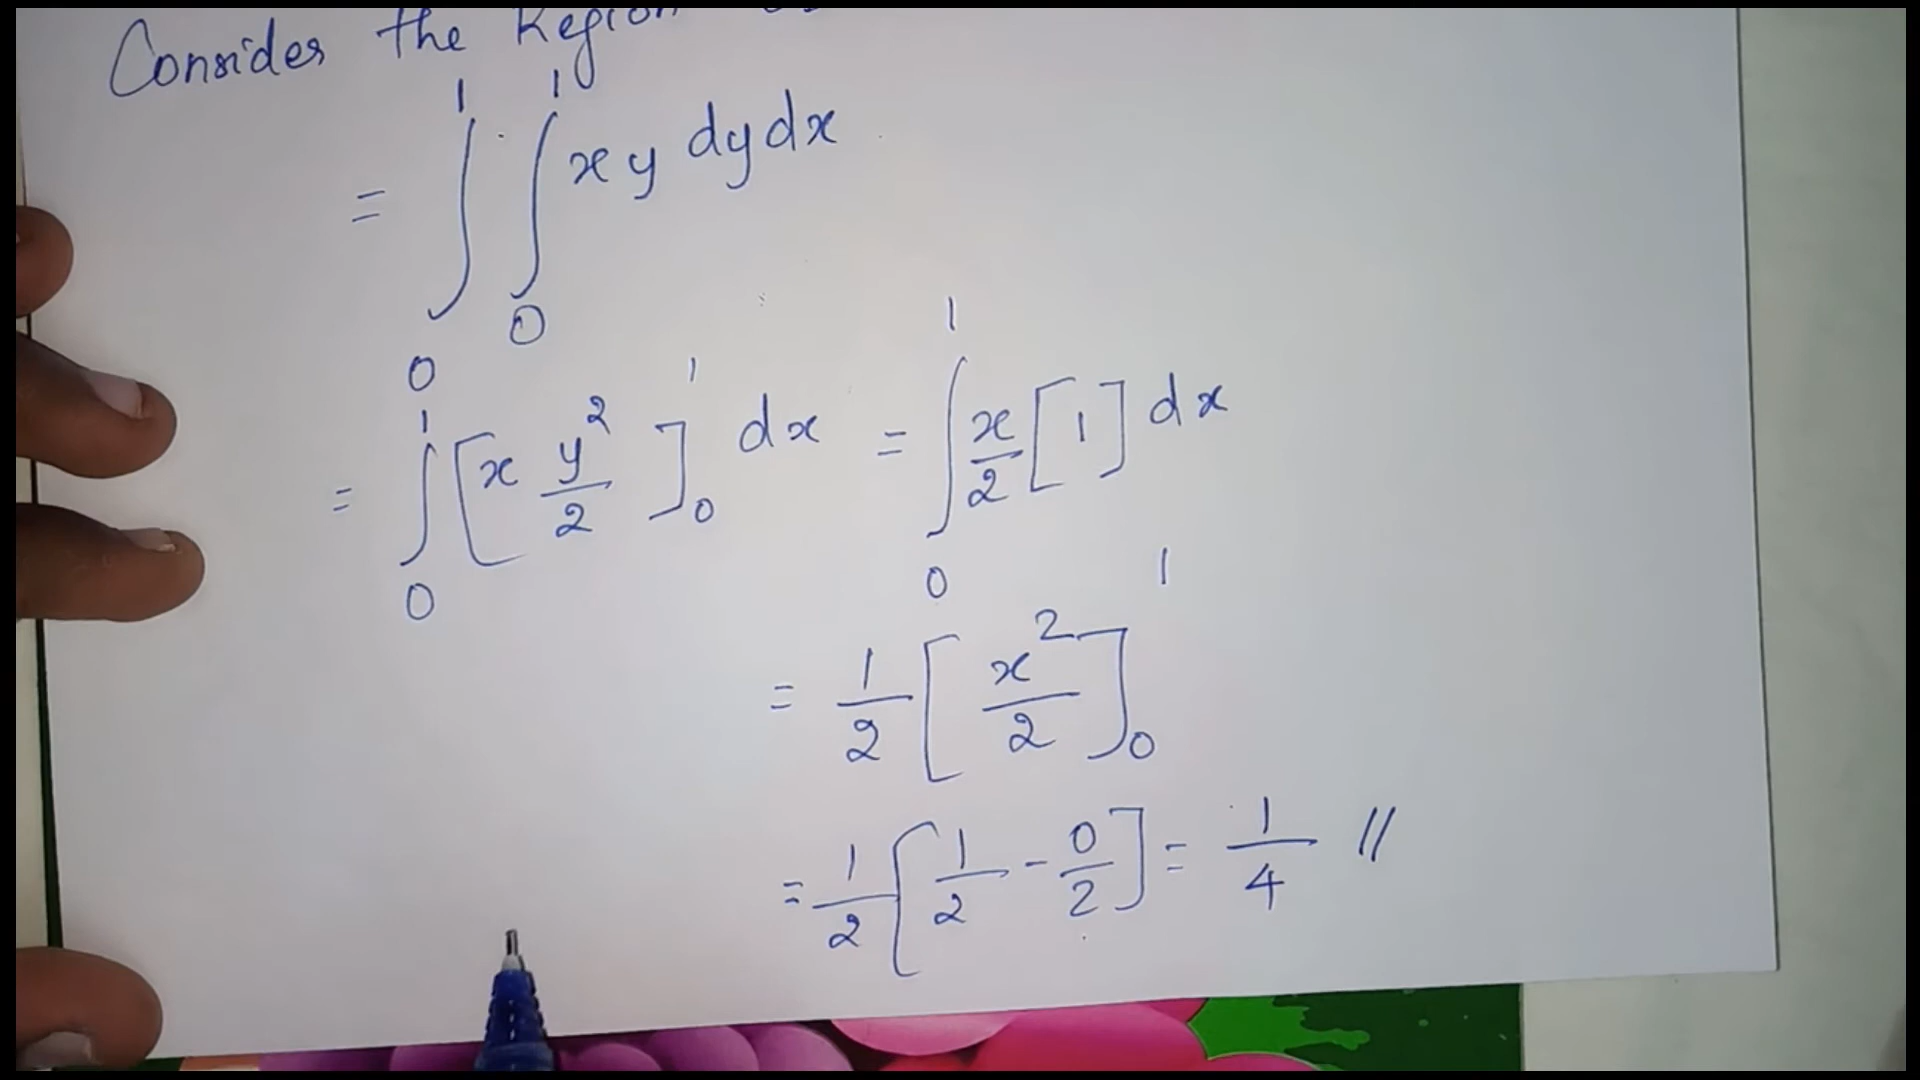 Consider the Region
= ∫₀¹ ∫₀¹ xy dy dx
= ∫₀¹ [x y²/2]₀¹ dx = ∫₀¹ x/2 [1] dx
= 1/2 [x²/2]₀¹
= 1/2 [1/2 - 0/2] = 1/4 //